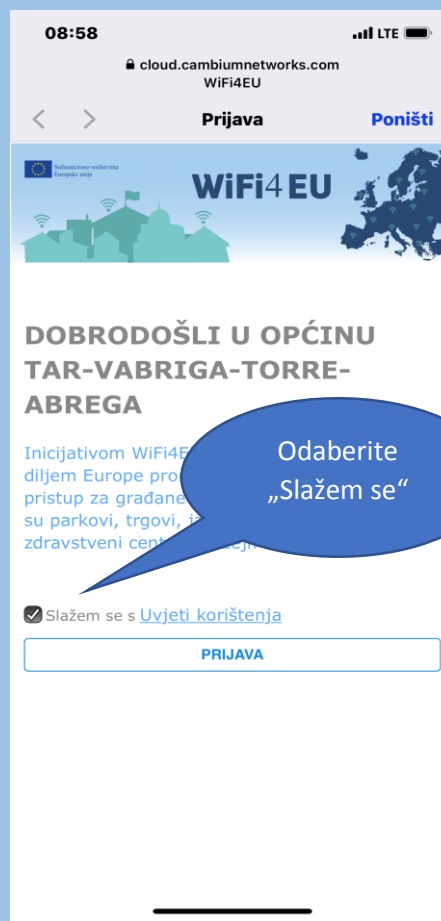 08:58
LTE
cloud.cambiumnetworks.com
WiFi4EU
Prijava
Poništi
Sufinancirano sredstvima
Europske unije
WiFi4EU
DOBRODOŠLI U OPĆINU
TAR-VABRIGA-TORRE-
ABREGA
Inicijativom WiFi4E
diljem Europe pro
pristup za građane
su parkovi, trgovi,
zdravstveni cent
Odaberite
„Slažem se“
Slažem se s Uvjeti korištenja
PRIJAVA